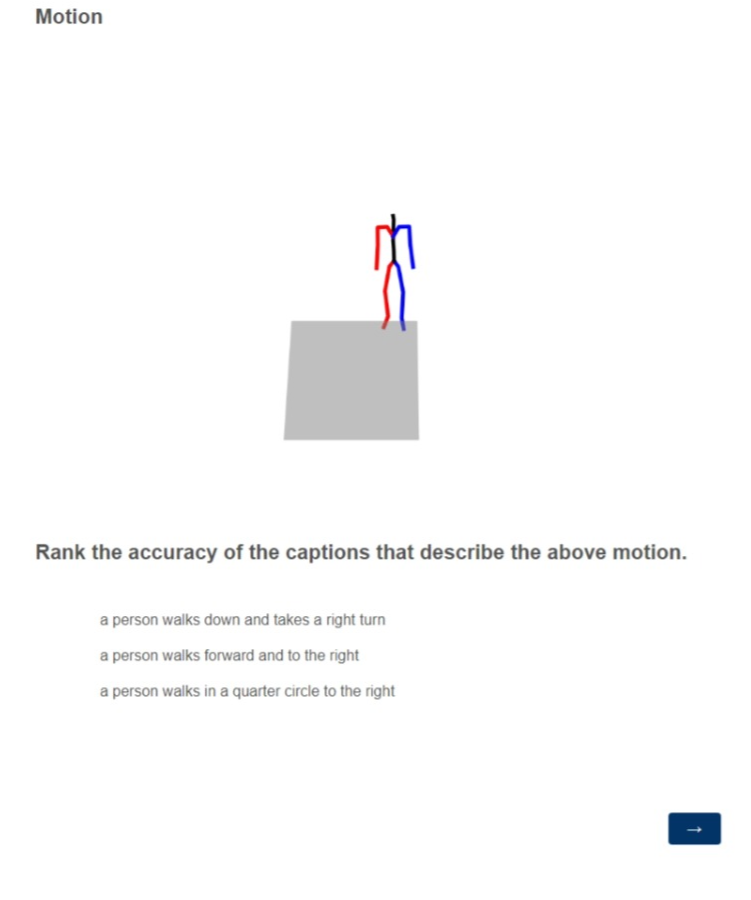 Motion
Rank the accuracy of the captions that describe the above motion.
a person walks down and takes a right turn
a person walks forward and to the right
a person walks in a quarter circle to the right
→